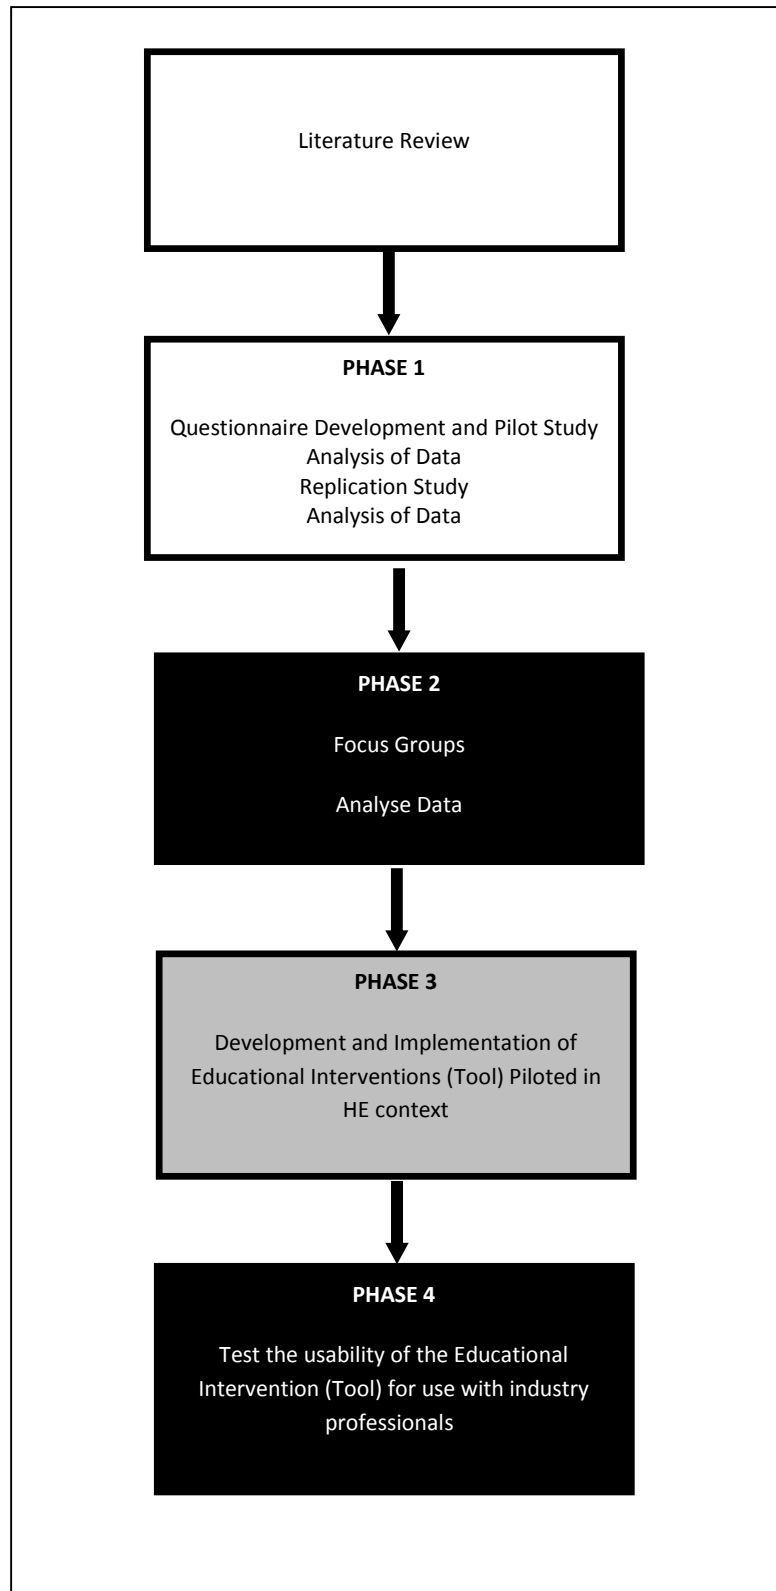 Literature Review
PHASE 1
Questionnaire Development and Pilot Study
Analysis of Data
Replication Study
Analysis of Data
PHASE 2
Focus Groups
Analyse Data
PHASE 3
Development and Implementation of
Educational Interventions (Tool) Piloted in
HE context
PHASE 4
Test the usability of the Educational
Intervention (Tool) for use with industry
professionals